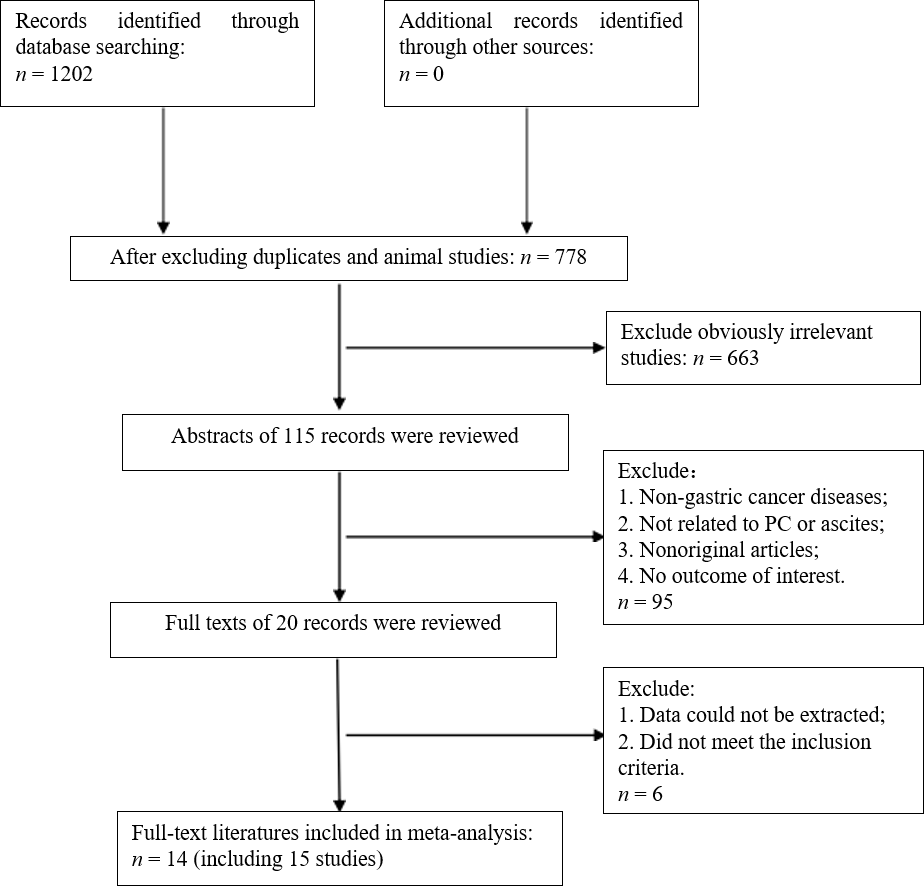 Records identified through
database searching:
n = 1202
Additional records identified
through other sources:
n = 0
After excluding duplicates and animal studies: n = 778
Exclude obviously irrelevant
studies: n = 663
Abstracts of 115 records were reviewed
Exclude：
1. Non-gastric cancer diseases;
2. Not related to PC or ascites;
3. Nonoriginal articles;
4. No outcome of interest.
n = 95
Full texts of 20 records were reviewed
Exclude:
1. Data could not be extracted;
2. Did not meet the inclusion
criteria.
n = 6
Full-text literatures included in meta-analysis:
n = 14 (including 15 studies)